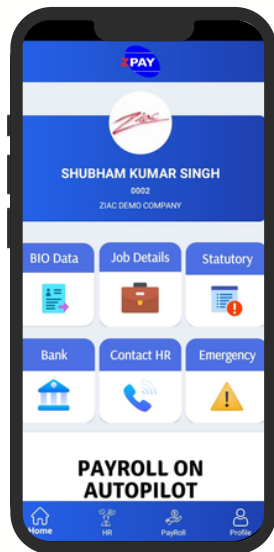 ZPAY
Ziac
SHUBHAM KUMAR SINGH
0002
ZIAC DEMO COMPANY
BIO Data Job Details Statutory
Bank Contact HR Emergency
PAYROLL ON
AUTOPILOT
Home HR PayRoll Profile